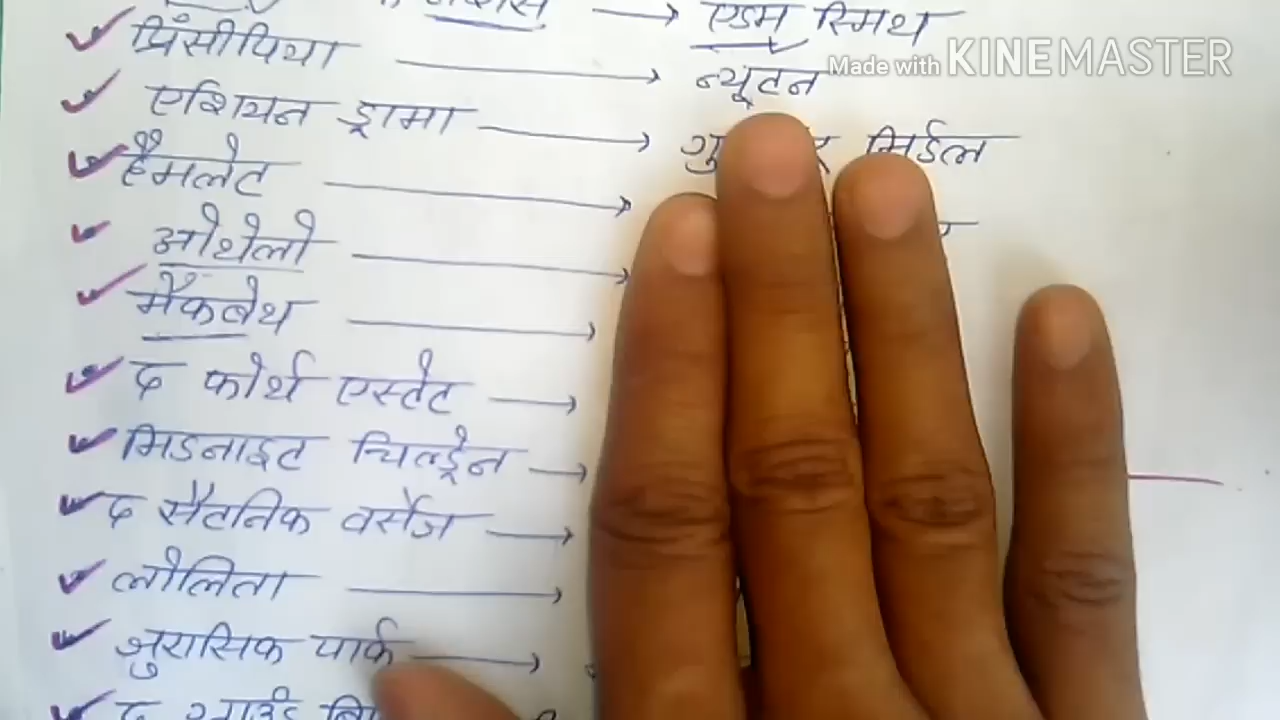 एडम स्मिथ
प्रिंसीपिया → न्यूटन
Made with KINEMASTER
एशियन ड्रामा → मिर्डल
हैमलेट →
ओथेलो →
मैकबेथ →
द फोर्थ एस्टेट →
मिडनाइट चिल्ड्रेन →
द सैटनिक वर्सेज →
लोलिता →
जुरासिक पार्क →
द